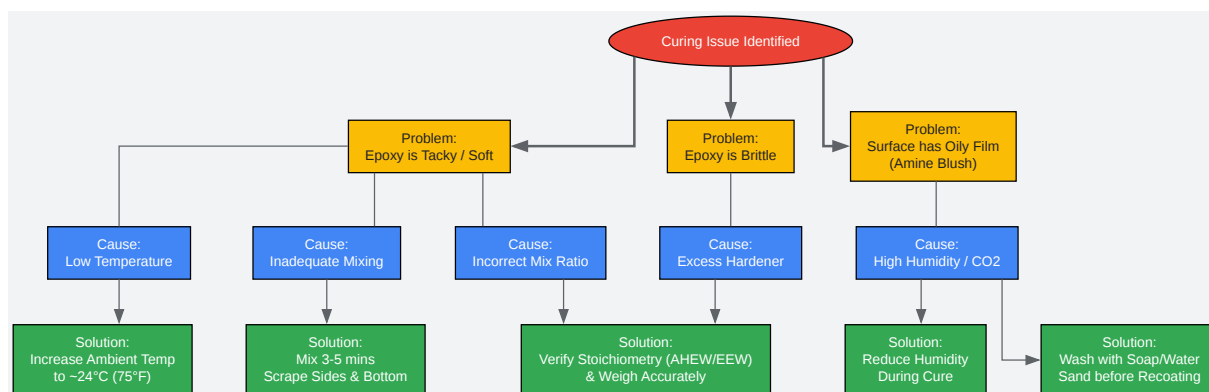 Curing Issue Identified
Problem:
Epoxy is Tacky / Soft
Problem:
Epoxy is Brittle
Problem:
Surface has Oily Film
(Amine Blush)
Cause:
Low Temperature
Cause:
Inadequate Mixing
Cause:
Incorrect Mix Ratio
Cause:
Excess Hardener
Cause:
High Humidity / CO2
Solution:
Increase Ambient Temp
to ~24°C (75°F)
Solution:
Mix 3-5 mins
Scrape Sides & Bottom
Solution:
Verify Stoichiometry (AHEW/EEW)
& Weigh Accurately
Solution:
Reduce Humidity
During Cure
Solution:
Wash with Soap/Water
Sand before Recoating